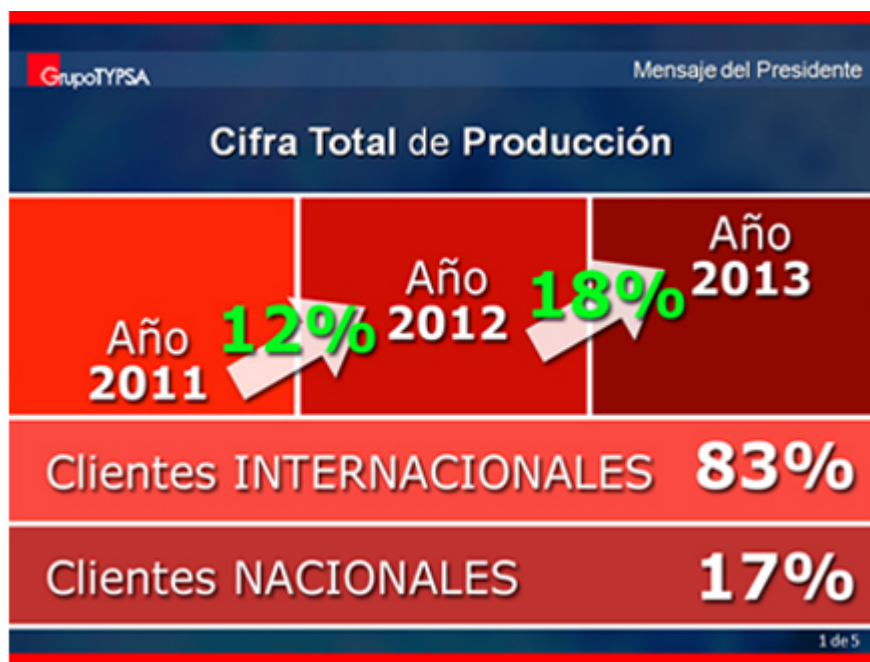 GrupoTYPSA
Mensaje del Presidente
Cifra Total de Producción
Año
2011
12%
Año
2012
18%
Año
2013
Clientes INTERNACIONALES 83%
Clientes NACIONALES 17%
1 de 5